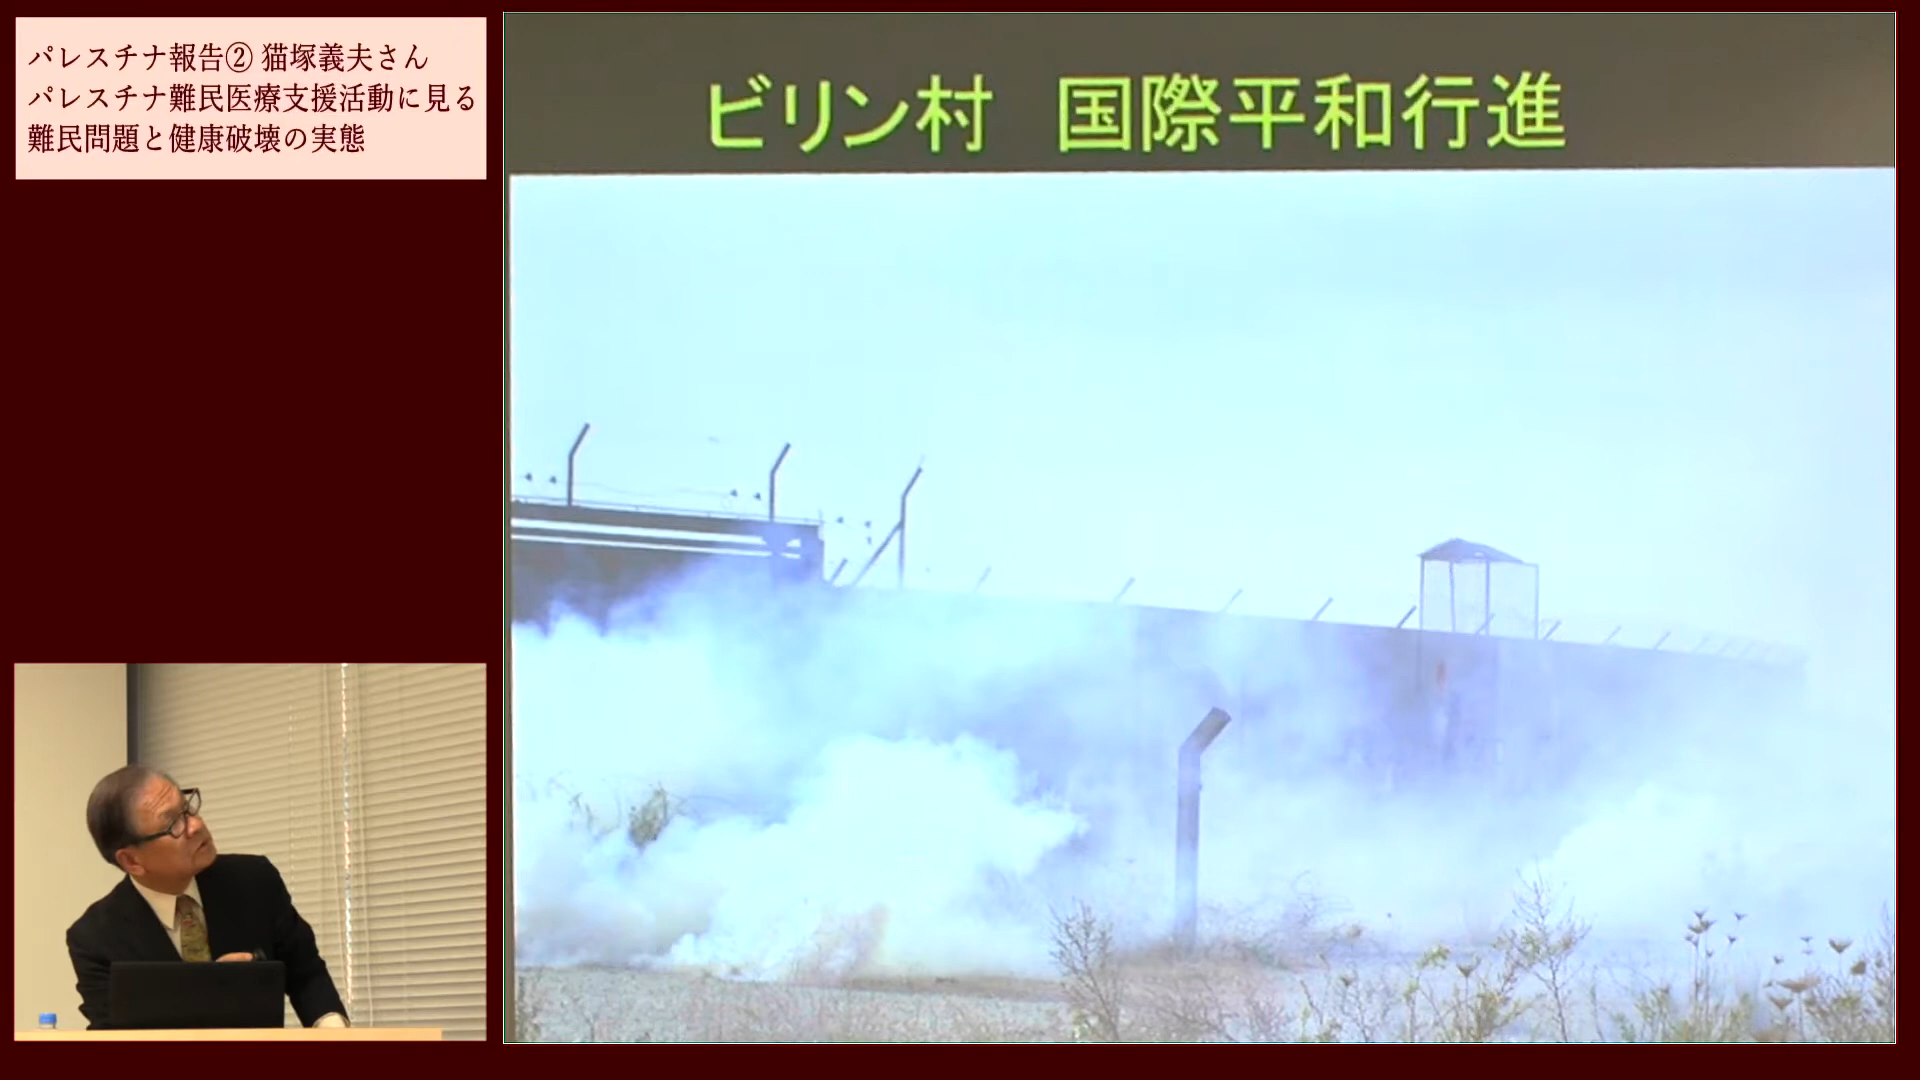 パレスチナ報告② 猫塚義夫さん
パレスチナ難民医療支援活動に見る
難民問題と健康破壊の実態
ビリン村 国際平和行進